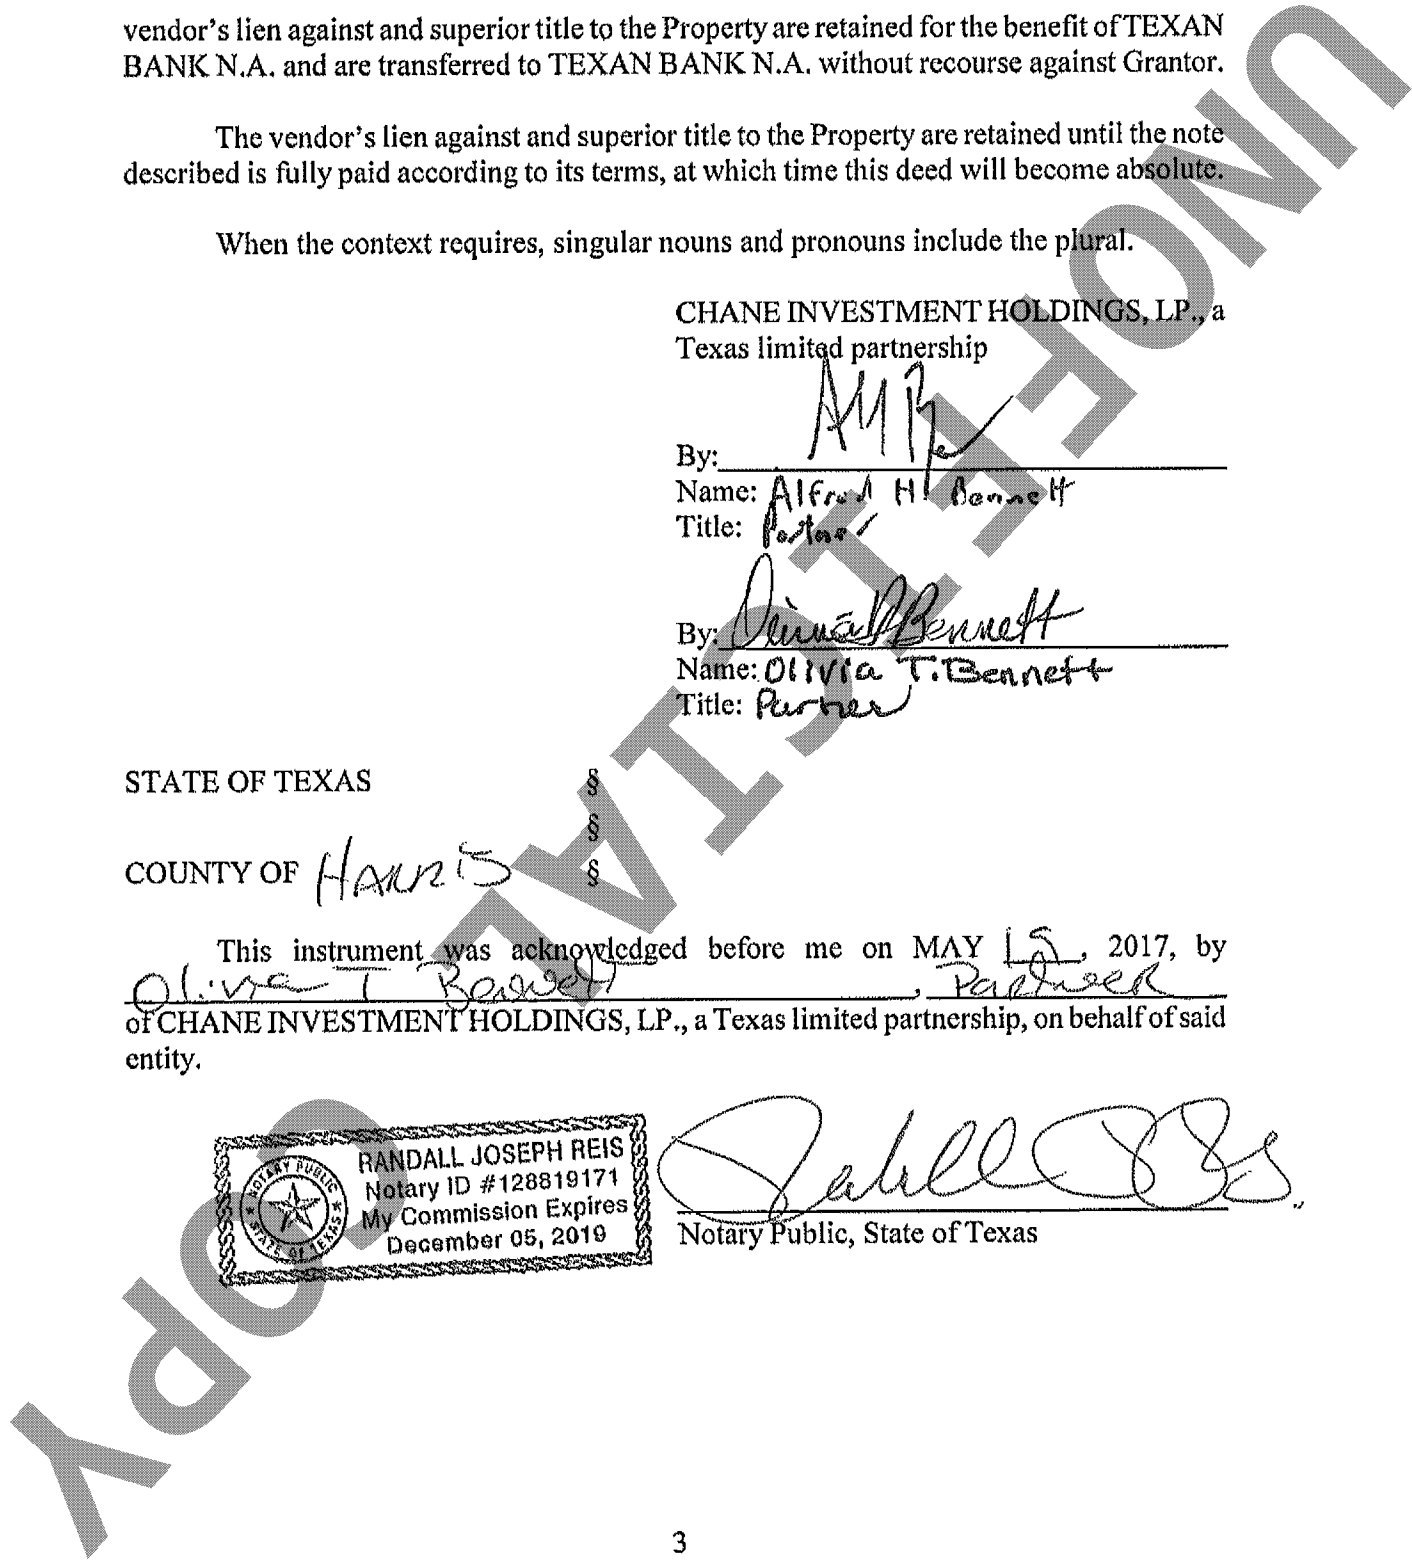 vendor's lien against and superior title to the Property are retained for the benefit of TEXAN
BANK N.A. and are transferred to TEXAN BANK N.A. without recourse against Grantor.
The vendor's lien against and superior title to the Property are retained until the note
described is fully paid according to its terms, at which time this deed will become absolute.
When the context requires, singular nouns and pronouns include the plural.
CHANE INVESTMENT HOLDINGS, LP., a
Texas limited partnership
By:
Name: Alfred H. Bennett
Title: Partner
By: Olivia T Bennett
Name: Olivia T. Bennett
Title: Partner
STATE OF TEXAS §
§
COUNTY OF HARRIS §
This instrument was acknowledged before me on MAY 15, 2017, by
Olivia T Bennett, Partner
of CHANE INVESTMENT HOLDINGS, LP., a Texas limited partnership, on behalf of said
entity.
NOTARY PUBLIC
STATE OF TEXAS
RANDALL JOSEPH REIS
Notary ID #128819171
My Commission Expires
December 05, 2019
Notary Public, State of Texas
3
UNOFFICIAL COPY